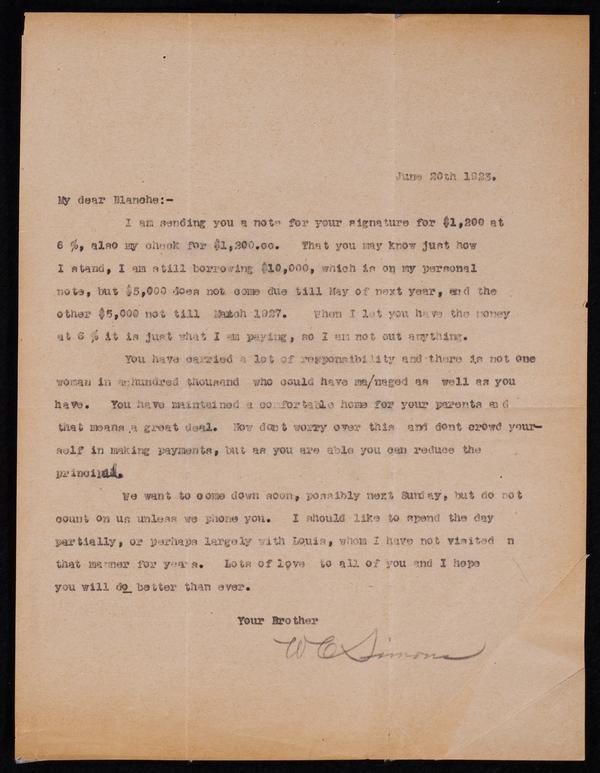 June 20th 1923.
My dear Blanche:-
I am sending you a note for your signature for $1,200 at
6 %, also my check for $1,200.oo. That you may know just how
I stand, I am still borrowing $10,000, which is on my personal
note, but $5,000 does not come due till May of next year, and the
other $5,000 not till March 1927. When I let you have the money
at 6 % it is just what I am paying, so I am not out anything.
You have carried a lot of responsibility and there is not one
woman in ahundred thousand who could have ma/naged as well as you
have. You have maintained a comfortable home for your parents and
that means a great deal. Now dont worry over this and dont crowd your-
self in making payments, but as you are able you can reduce the
principal.
We want to come down soon, possibly next Sunday, but do not
count on us unless we phone you. I should like to spend the day
partially, or perhaps largely with Louis, whom I have not visited n
that manner for years. Lots of love to all of you and I hope
you will do better than ever.
Your Brother
W C Simons